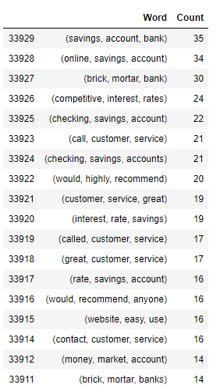 Word Count
33929 (savings, account, bank) 35
33928 (online, savings, account) 34
33927 (brick, mortar, bank) 30
33926 (competitive, interest, rates) 24
33925 (checking, savings, account) 22
33923 (call, customer, service) 21
33924 (checking, savings, accounts) 21
33922 (would, highly, recommend) 20
33921 (customer, service, great) 19
33920 (interest, rate, savings) 19
33919 (called, customer, service) 17
33918 (great, customer, service) 17
33917 (rate, savings, account) 16
33916 (would, recommend, anyone) 16
33915 (website, easy, use) 16
33914 (contact, customer, service) 16
33912 (money, market, account) 14
33911 (brick, mortar, banks) 14